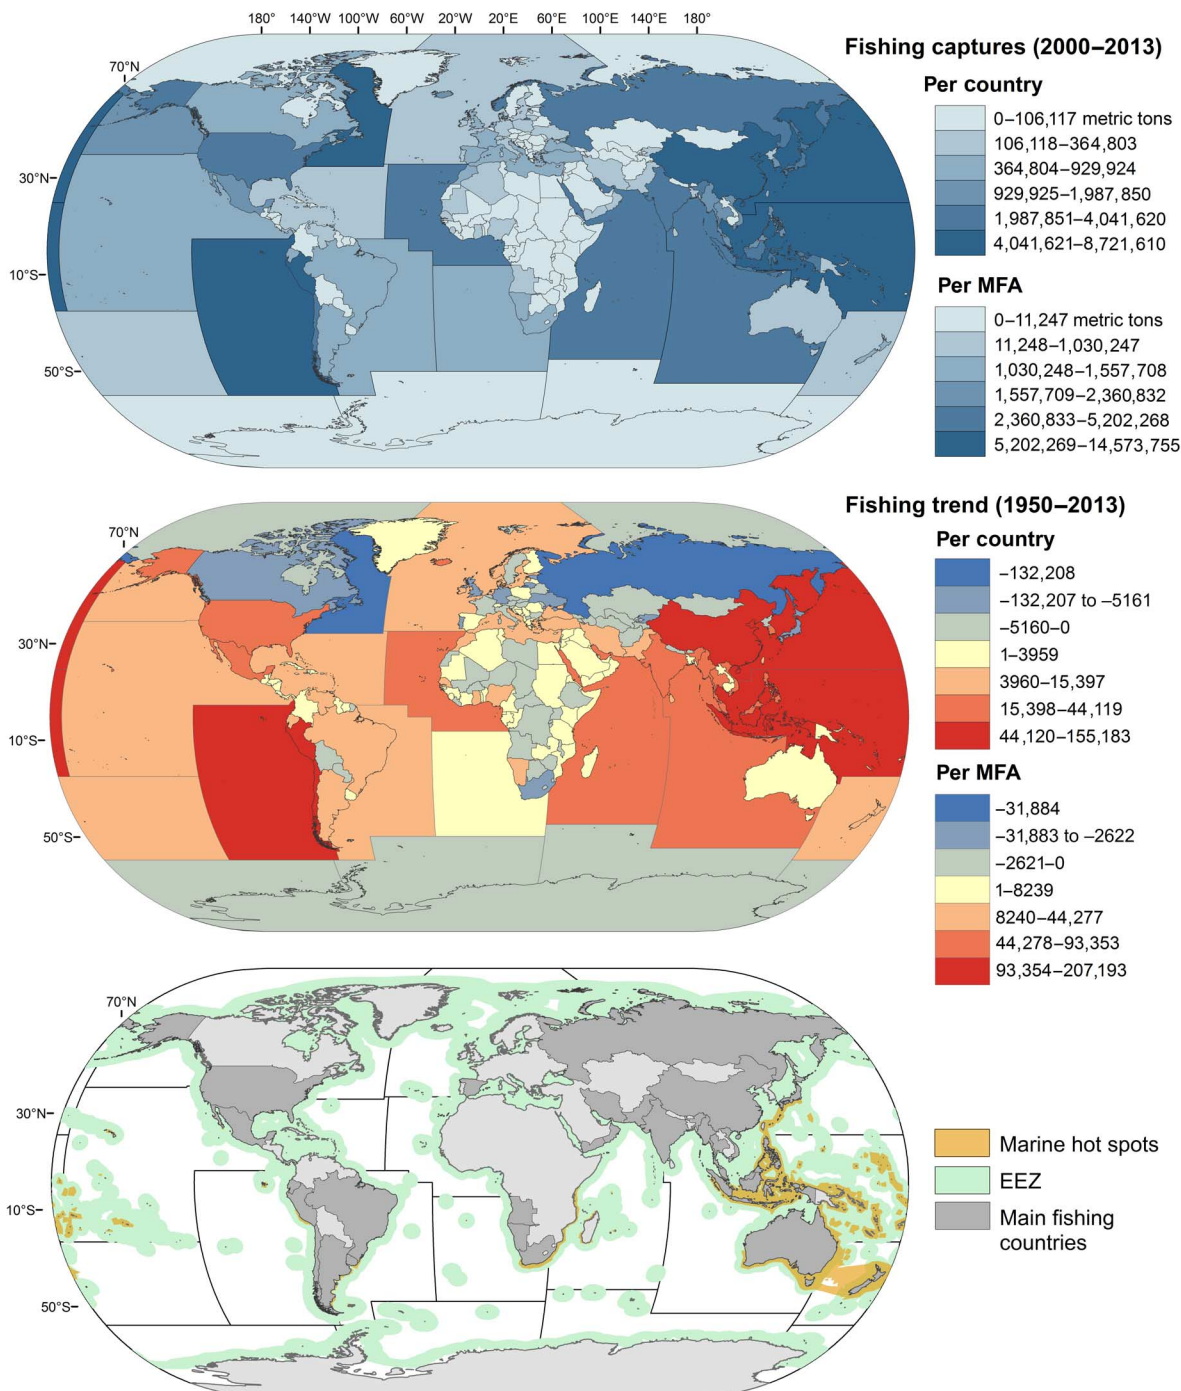 180° 140°W 100°W 60°W 20°W 20°E 60°E 100°E 140°E 180°
70°N
30°N
10°S
50°S
Fishing captures (2000–2013)
Per country
0–106,117 metric tons
106,118–364,803
364,804–929,924
929,925–1,987,850
1,987,851–4,041,620
4,041,621–8,721,610
Per MFA
0–11,247 metric tons
11,248–1,030,247
1,030,248–1,557,708
1,557,709–2,360,832
2,360,833–5,202,268
5,202,269–14,573,755
70°N
30°N
10°S
50°S
Fishing trend (1950–2013)
Per country
–132,208
–132,207 to –5161
–5160–0
1–3959
3960–15,397
15,398–44,119
44,120–155,183
Per MFA
–31,884
–31,883 to –2622
–2621–0
1–8239
8240–44,277
44,278–93,353
93,354–207,193
70°N
30°N
10°S
50°S
Marine hot spots
EEZ
Main fishing
countries